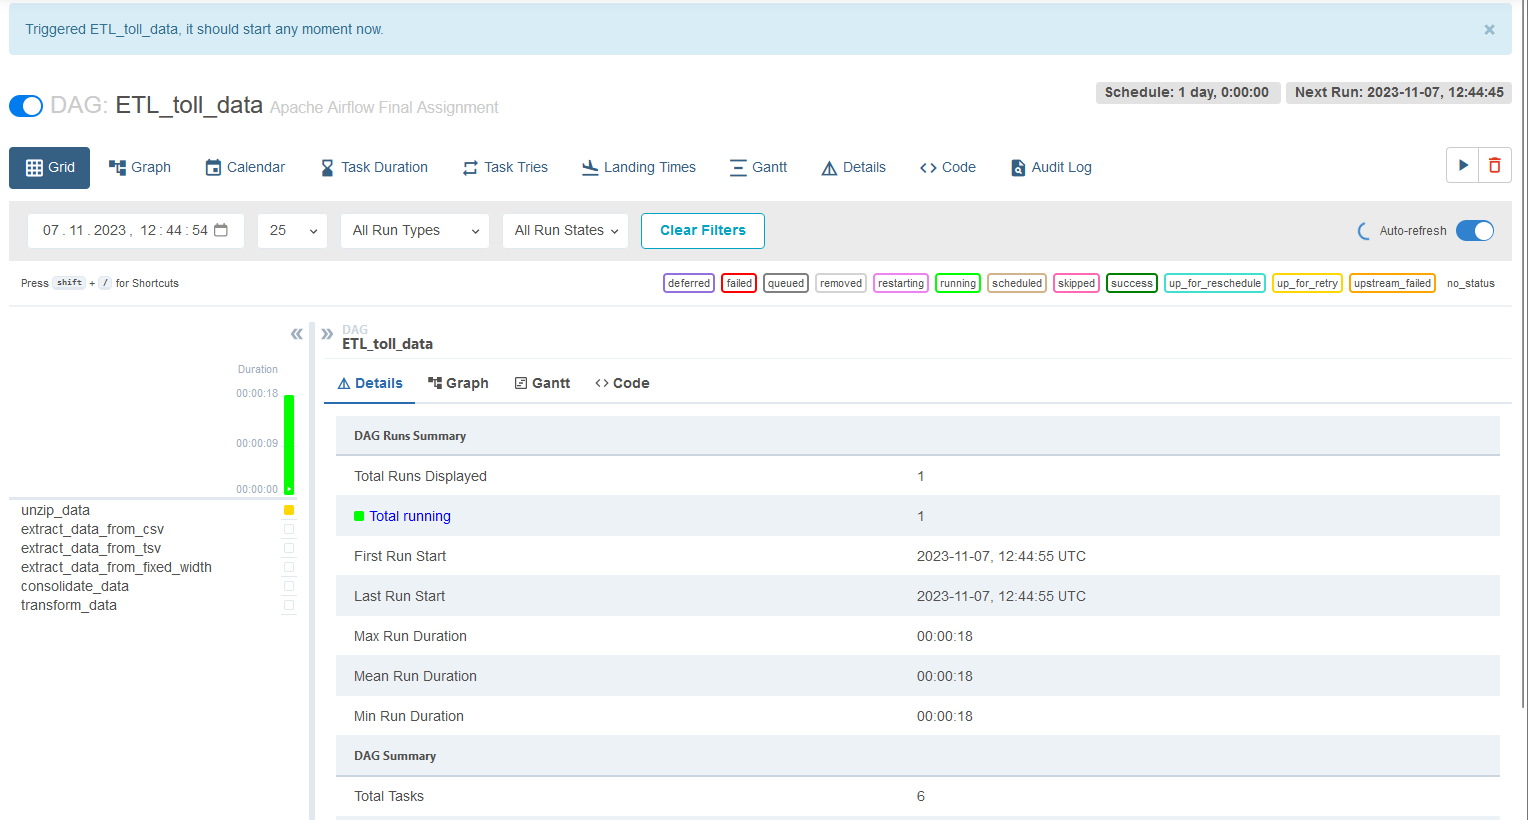 Triggered ETL_toll_data, it should start any moment now.
×
DAG: ETL_toll_data Apache Airflow Final Assignment
Schedule: 1 day, 0:00:00 Next Run: 2023-11-07, 12:44:45
Grid Graph Calendar Task Duration Task Tries Landing Times Gantt Details Code Audit Log
07.11.2023, 12:44:54 25 All Run Types All Run States Clear Filters Auto-refresh
Press shift + / for Shortcuts deferred failed queued removed restarting running scheduled skipped success up_for_reschedule up_for_retry upstream_failed no_status
Duration
00:00:18
00:00:09
00:00:00
unzip_data
extract_data_from_csv
extract_data_from_tsv
extract_data_from_fixed_width
consolidate_data
transform_data
DAG
ETL_toll_data
Details Graph Gantt Code
DAG Runs Summary
Total Runs Displayed 1
Total running 1
First Run Start 2023-11-07, 12:44:55 UTC
Last Run Start 2023-11-07, 12:44:55 UTC
Max Run Duration 00:00:18
Mean Run Duration 00:00:18
Min Run Duration 00:00:18
DAG Summary
Total Tasks 6